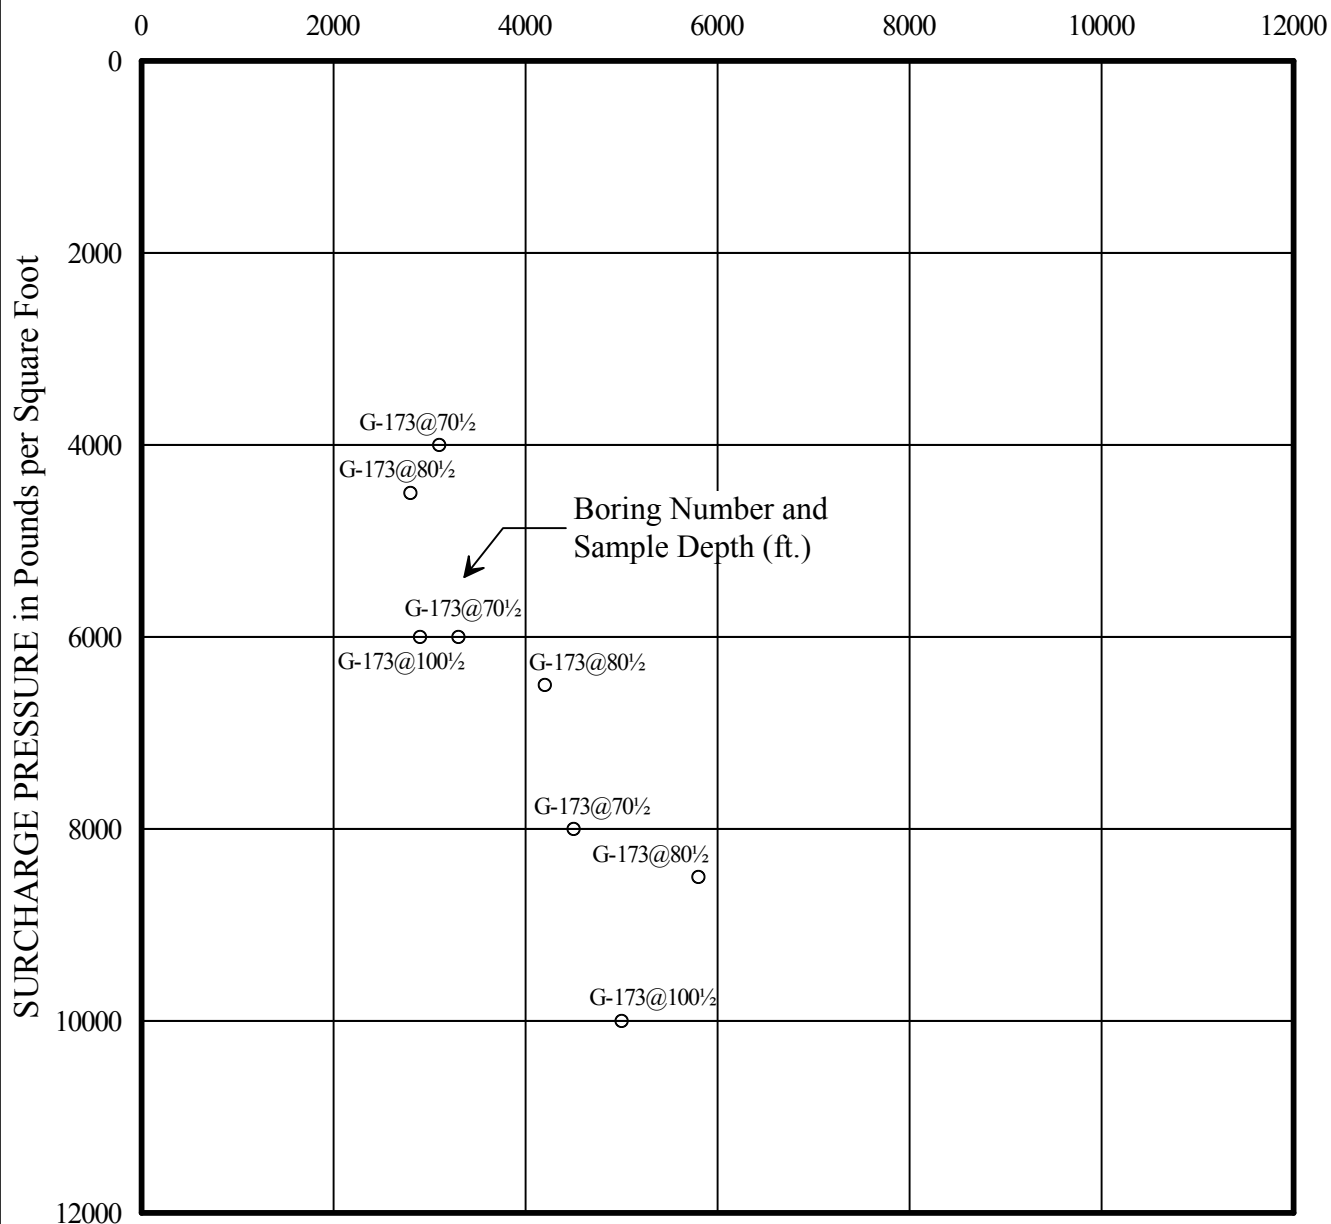 0 2000 4000 6000 8000 10000 12000
0
2000
4000
6000
8000
10000
12000
SURCHARGE PRESSURE in Pounds per Square Foot
G-173@70½
G-173@80½
Boring Number and
Sample Depth (ft.)
G-173@70½
G-173@100½
G-173@80½
G-173@70½
G-173@80½
G-173@100½